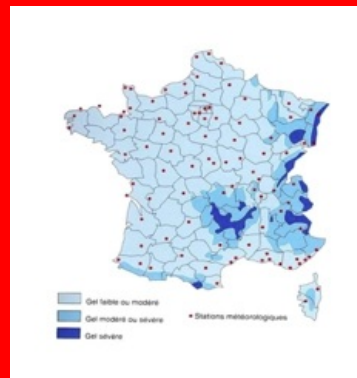 Gel faible ou modéré
Gel modéré ou sévère
• Stations météorologiques
Gel sévère